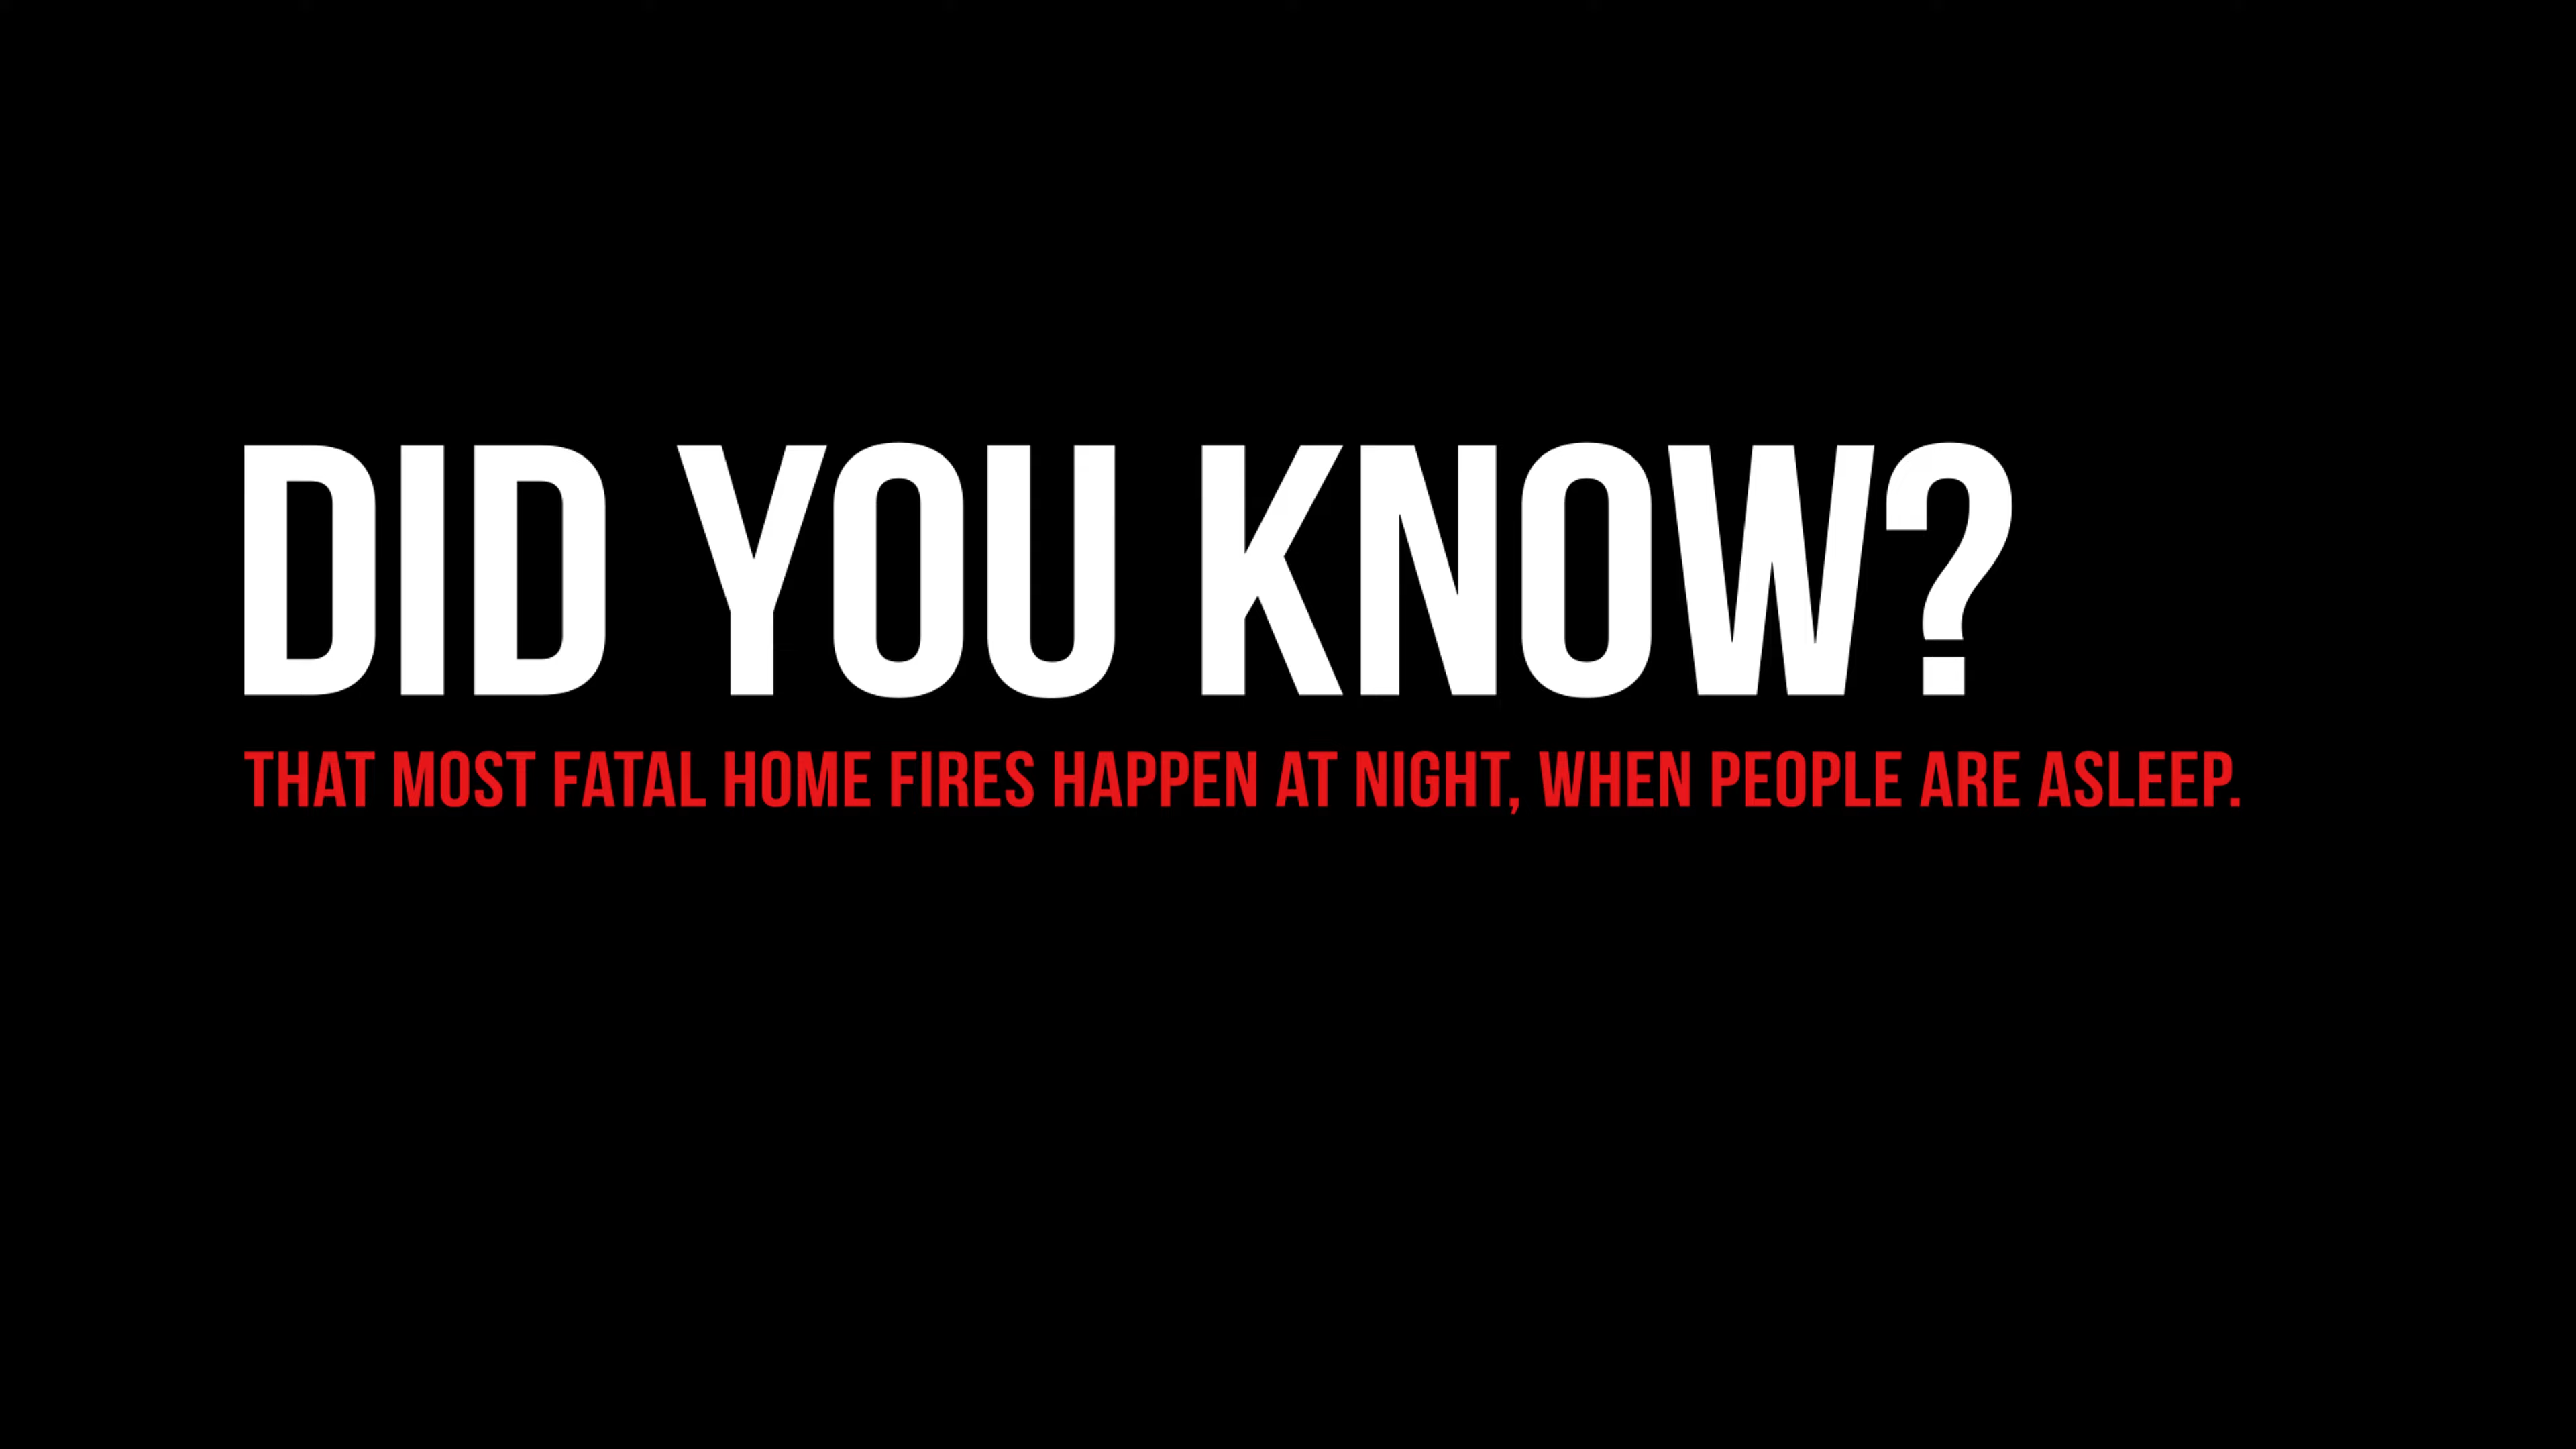 DID YOU KNOW?
THAT MOST FATAL HOME FIRES HAPPEN AT NIGHT, WHEN PEOPLE ARE ASLEEP.